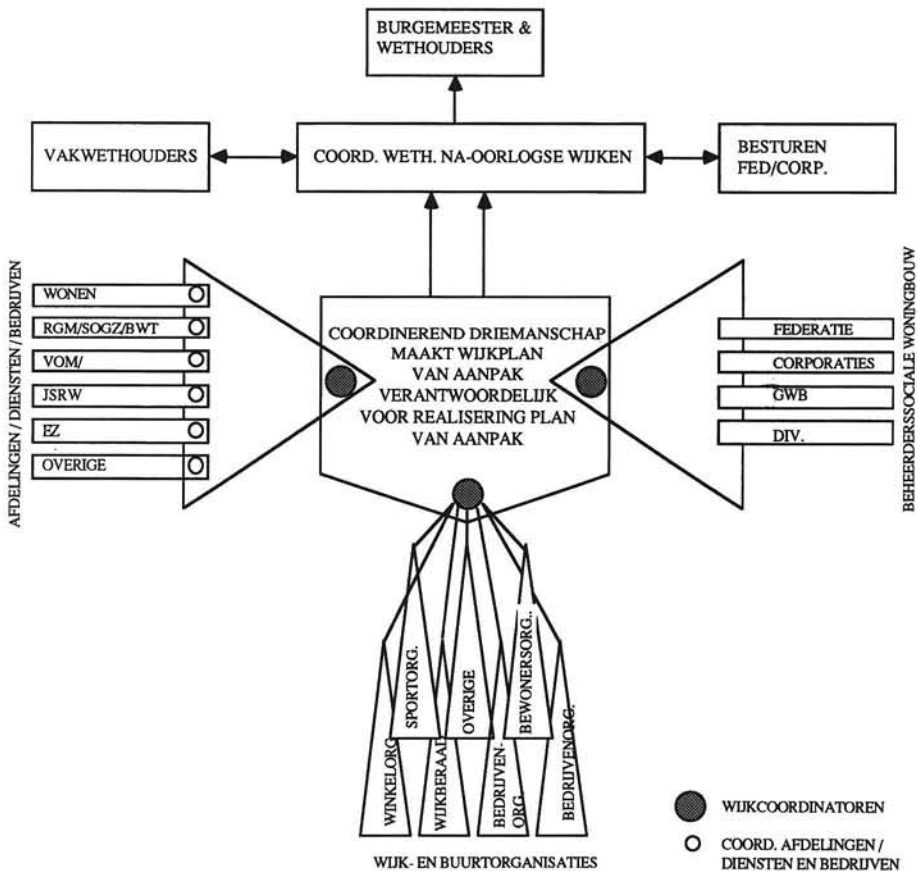 BURGEMEESTER &
WETHOUDERS
VAKWETHOUDERS
COORD. WETH. NA-OORLOGSE WIJKEN
BESTUREN
FED/CORP.
AFDELINGEN / DIENSTEN / BEDRIJVEN
WONEN
RGM/SOGZ/BWT
VOM/
JSRW
EZ
OVERIGE
COORDINEREND DRIEMANSCHAP
MAAKT WIJKPLAN
VAN AANPAK
VERANTWOORDELIJK
VOOR REALISERING PLAN
VAN AANPAK
FEDERATIE
CORPORATIES
GWB
DIV.
BEHEERDERSSOCIALE WONINGBOUW
SPORTORG.
OVERIGE
BEWONERSORG..
WINKELORG
WIJKBERAAD
BEDRIJVEN-
ORG.
BEDRIJVENORG.
WIJK- EN BUURTORGANISATIES
WIJKCOORDINATOREN
COORD. AFDELINGEN /
DIENSTEN EN BEDRIJVEN